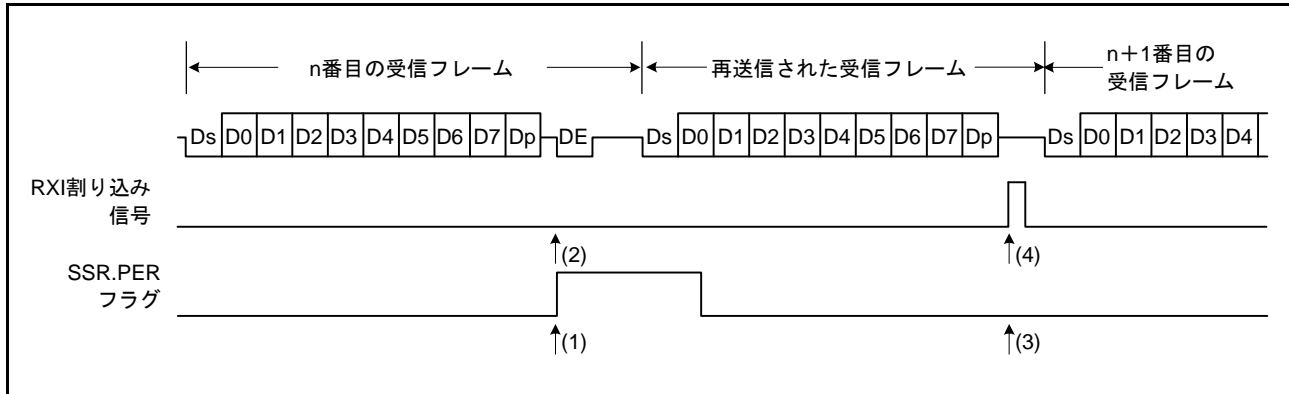 n番目の受信フレーム
再送信された受信フレーム
n+1番目の
受信フレーム
Ds D0 D1 D2 D3 D4 D5 D6 D7 Dp DE Ds D0 D1 D2 D3 D4 D5 D6 D7 Dp Ds D0 D1 D2 D3 D4
RXI割り込み
信号
(2) (4)
SSR.PER
フラグ
(1) (3)